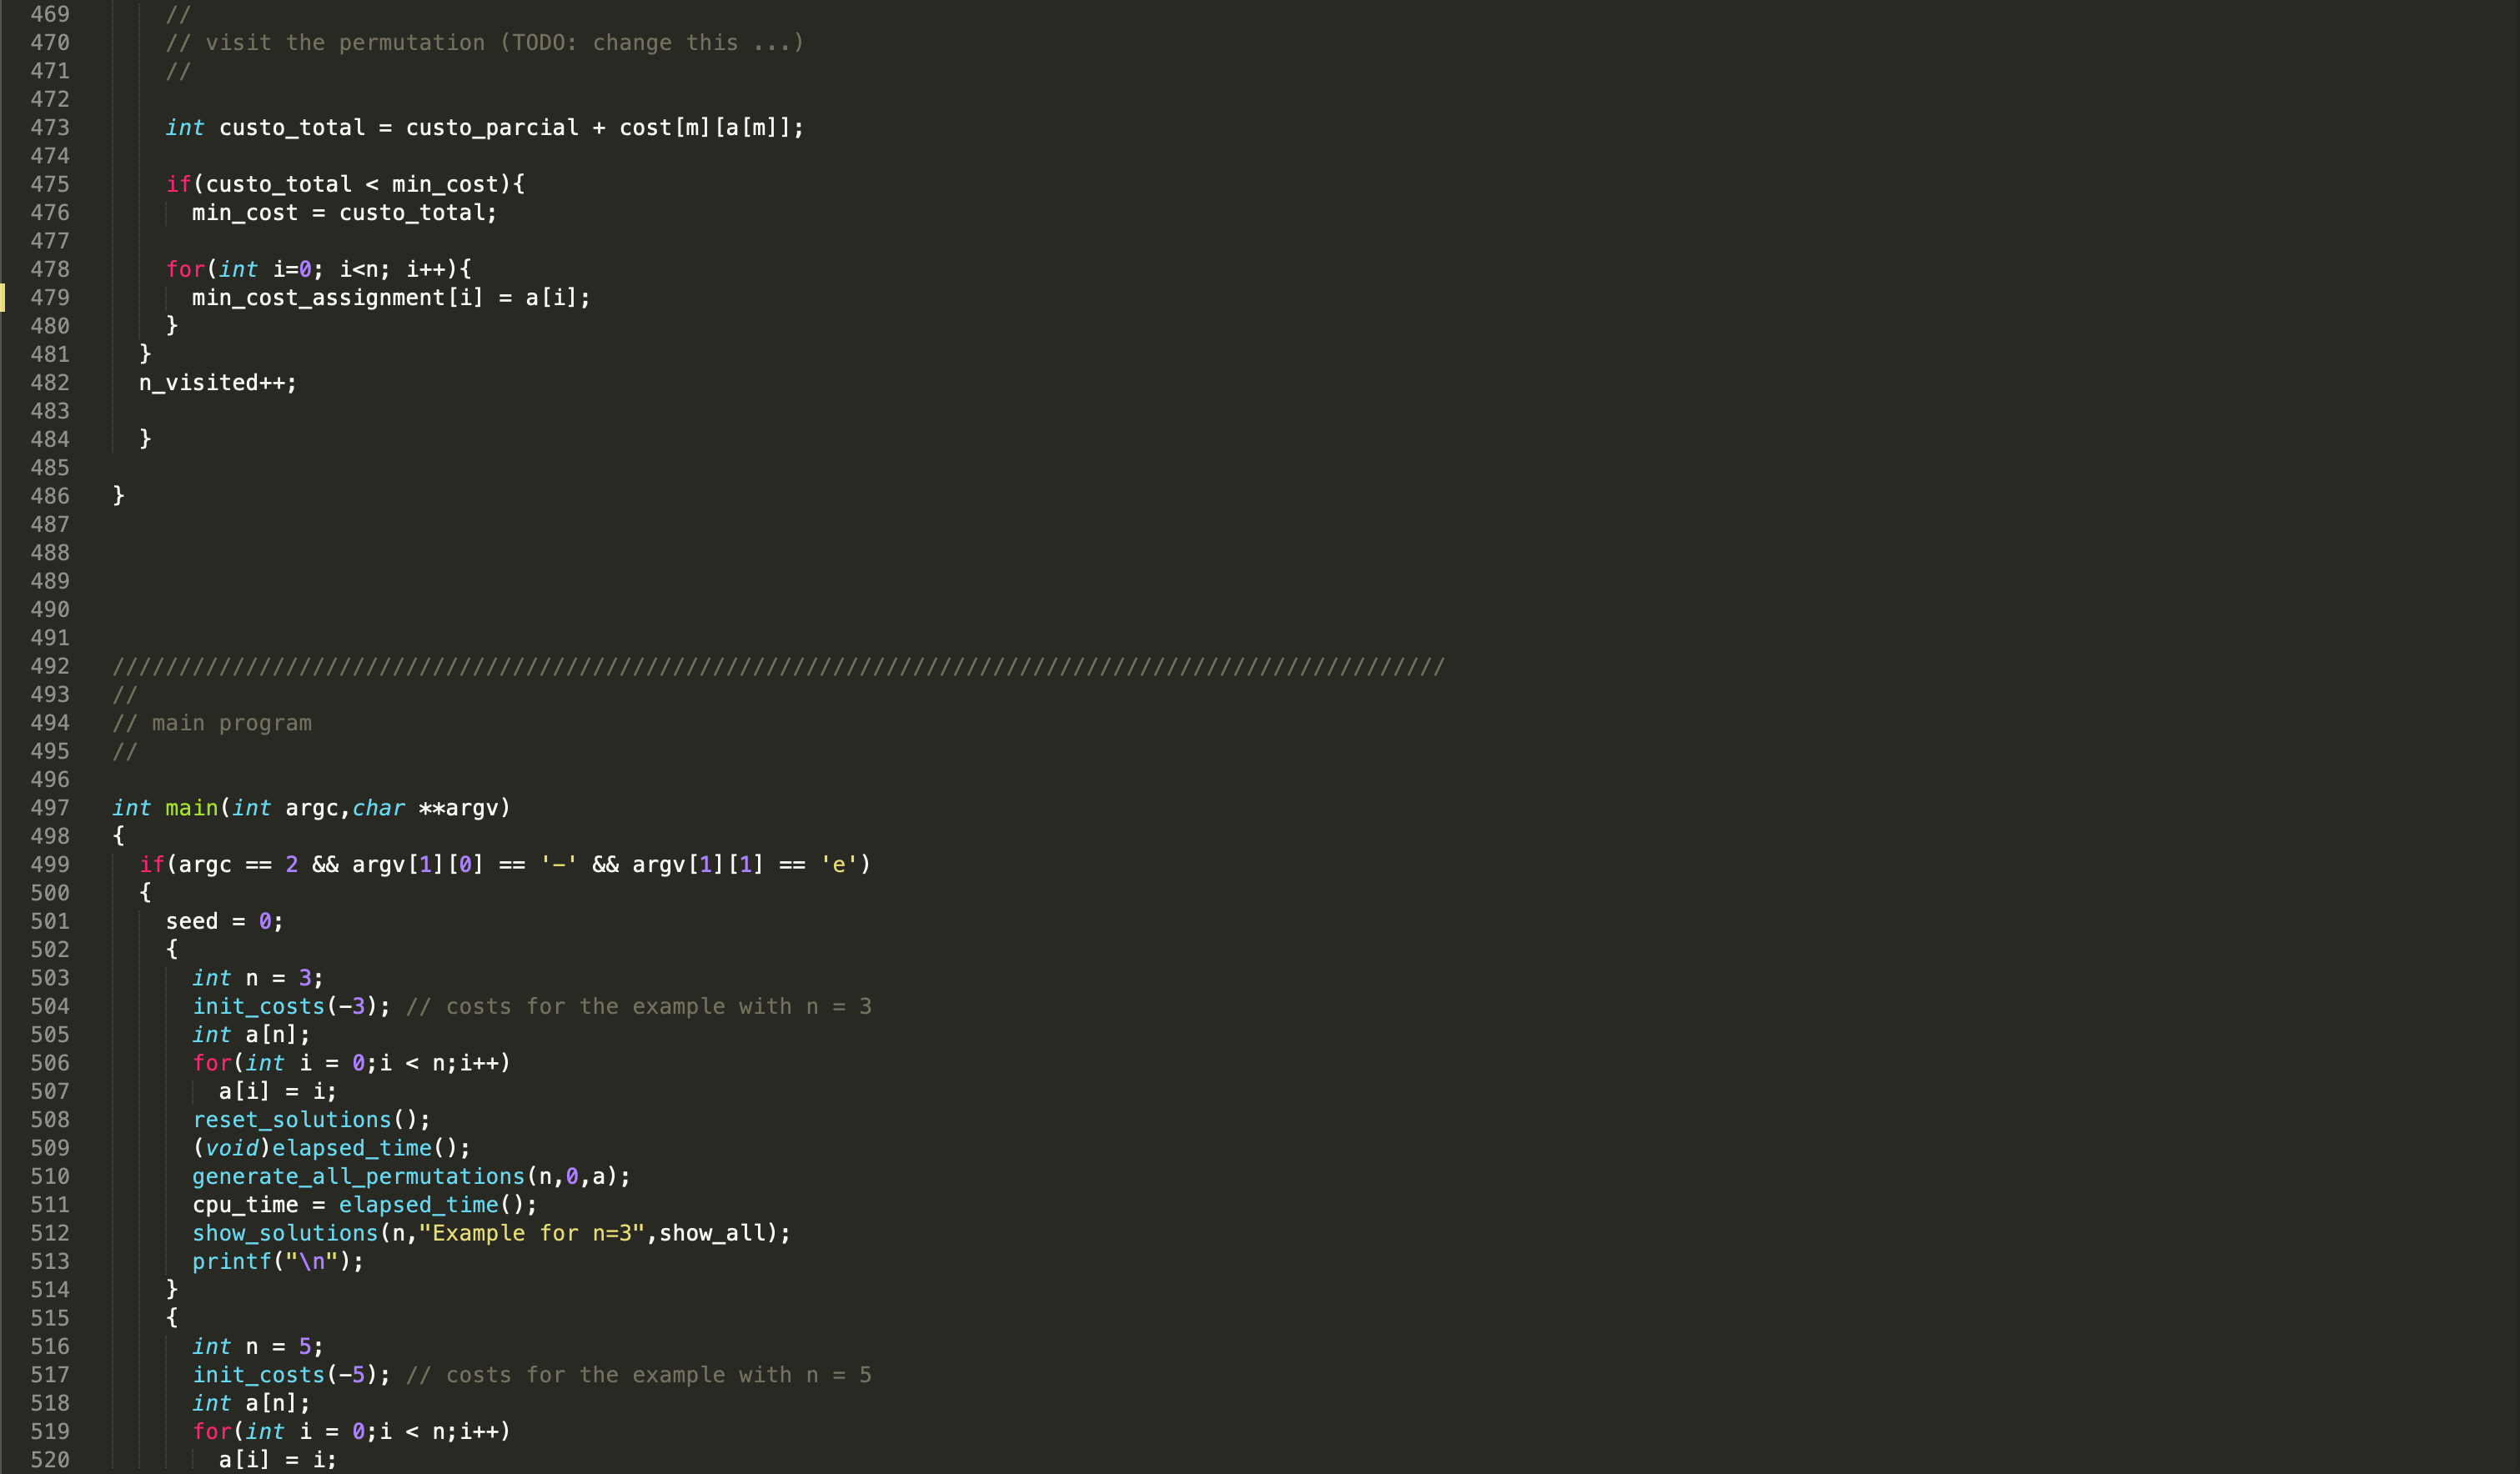 469 //
470 // visit the permutation (TODO: change this ...)
471 //
472
473 int custo_total = custo_parcial + cost[m][a[m]];
474
475 if(custo_total < min_cost){
476 min_cost = custo_total;
477
478 for(int i=0; i<n; i++){
479 min_cost_assignment[i] = a[i];
480 }
481 }
482 n_visited++;
483
484 }
485
486 }
487
488
489
490
491
492 ////////////////////////////////////////////////////////////////////////////////////////////////////
493 //
494 // main program
495 //
496
497 int main(int argc,char **argv)
498 {
499 if(argc == 2 && argv[1][0] == '-' && argv[1][1] == 'e')
500 {
501 seed = 0;
502 {
503 int n = 3;
504 init_costs(-3); // costs for the example with n = 3
505 int a[n];
506 for(int i = 0;i < n;i++)
507 a[i] = i;
508 reset_solutions();
509 (void)elapsed_time();
510 generate_all_permutations(n,0,a);
511 cpu_time = elapsed_time();
512 show_solutions(n,"Example for n=3",show_all);
513 printf("\n");
514 }
515 {
516 int n = 5;
517 init_costs(-5); // costs for the example with n = 5
518 int a[n];
519 for(int i = 0;i < n;i++)
520 a[i] = i;